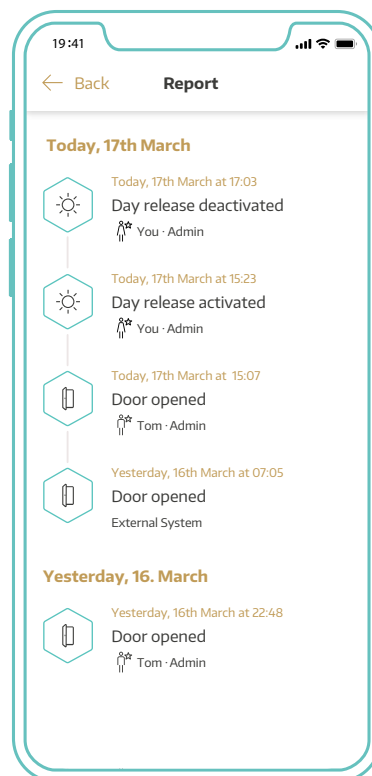 19:41
Back Report
Today, 17th March
Today, 17th March at 17:03
Day release deactivated
You · Admin
Today, 17th March at 15:23
Day release activated
You · Admin
Today, 17th March at 15:07
Door opened
Tom · Admin
Yesterday, 16th March at 07:05
Door opened
External System
Yesterday, 16. March
Yesterday, 16th March at 22:48
Door opened
Tom · Admin